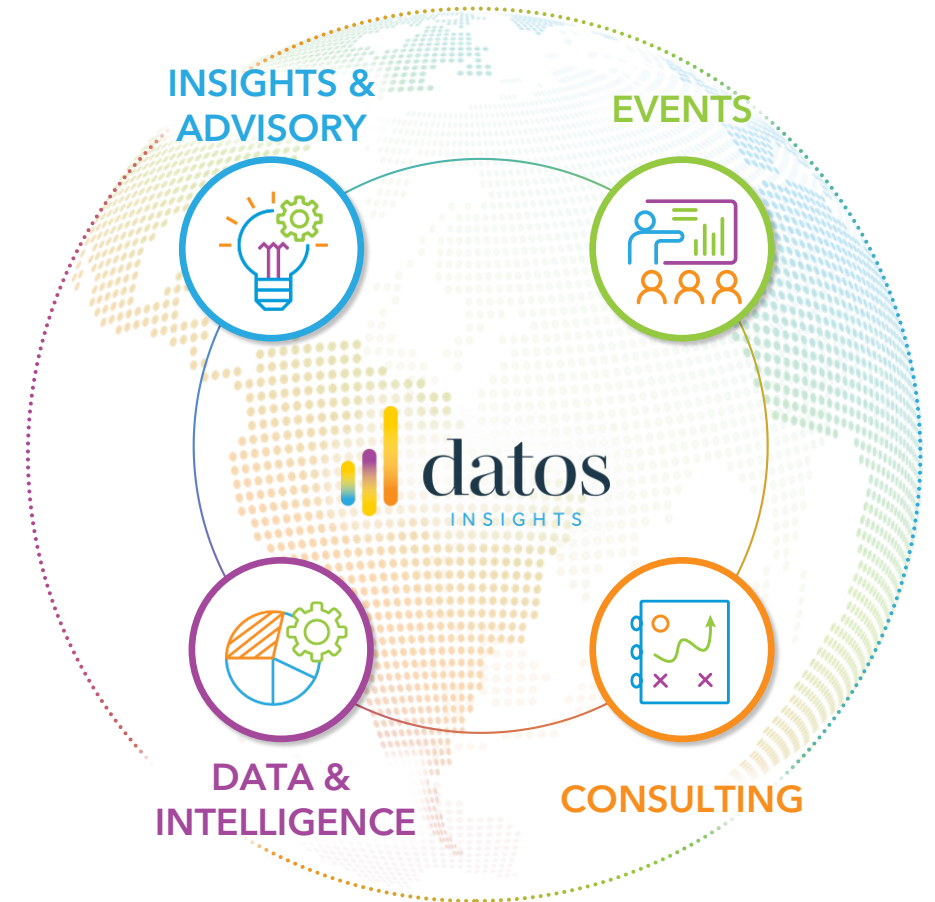 INSIGHTS &
ADVISORY
EVENTS
datos
INSIGHTS
DATA &
INTELLIGENCE
CONSULTING